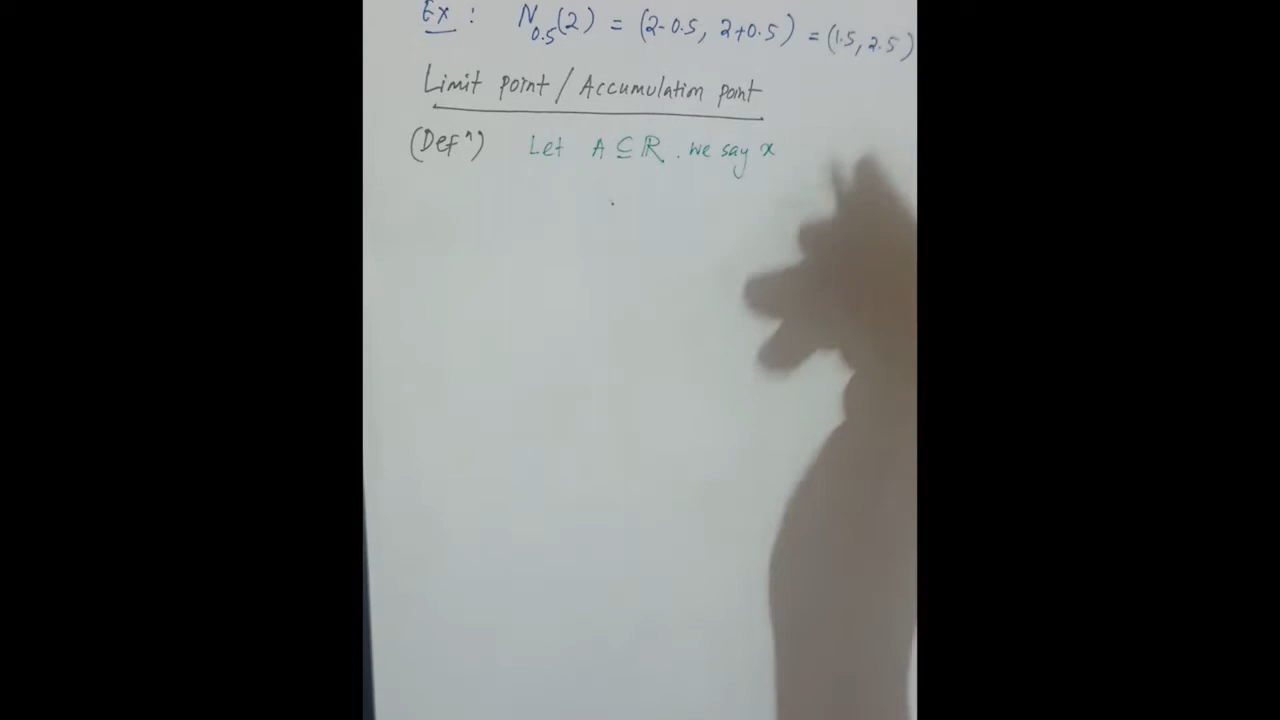 Ex : N0.5(2) = (2-0.5, 2+0.5) = (1.5, 2.5)
Limit point / Accumulation point
(Defⁿ) Let A ⊆ ℝ. we say x